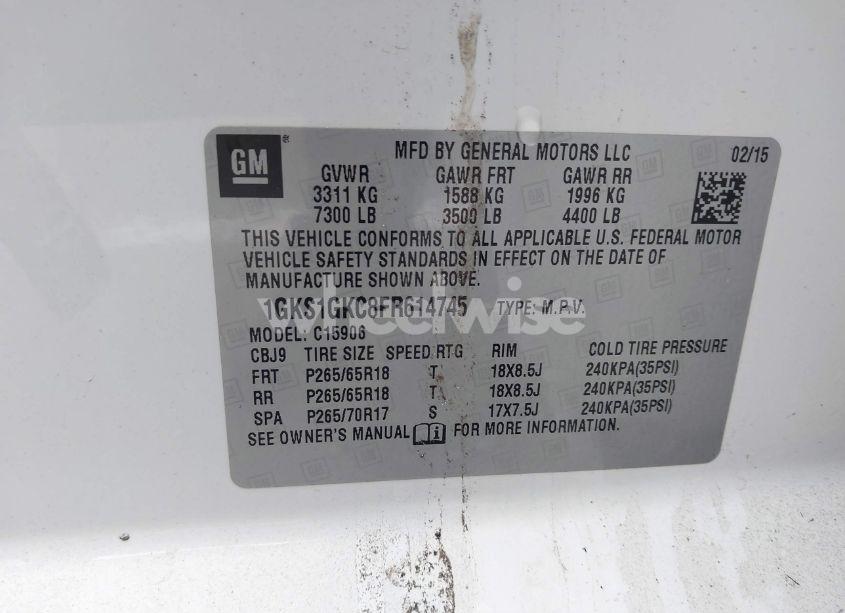 GM
MFD BY GENERAL MOTORS LLC 02/15
GVWR GAWR FRT GAWR RR
3311 KG 1588 KG 1996 KG
7300 LB 3500 LB 4400 LB
THIS VEHICLE CONFORMS TO ALL APPLICABLE U.S. FEDERAL MOTOR
VEHICLE SAFETY STANDARDS IN EFFECT ON THE DATE OF
MANUFACTURE SHOWN ABOVE.
1GKS1GKC8FR614745 TYPE: M.P.V.
wheelwise
MODEL: C15906
CBJ9 TIRE SIZE SPEED RTG RIM COLD TIRE PRESSURE
FRT P265/65R18 T 18X8.5J 240KPA(35PSI)
RR P265/65R18 T 18X8.5J 240KPA(35PSI)
SPA P265/70R17 S 17X7.5J 240KPA(35PSI)
SEE OWNER'S MANUAL FOR MORE INFORMATION.